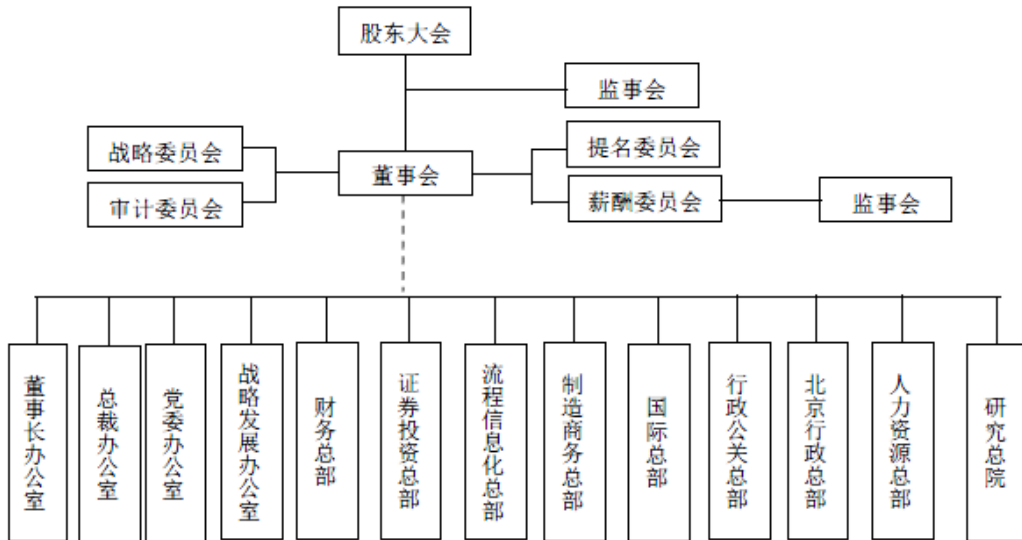 股东大会
监事会
战略委员会
提名委员会
董事会
审计委员会
薪酬委员会
监事会
董事长办公室
总裁办公室
党委办公室
战略发展办公室
财务总部
证券投资总部
流程信息化总部
制造商务总部
国际总部
行政公关总部
北京行政总部
人力资源总部
研究总院